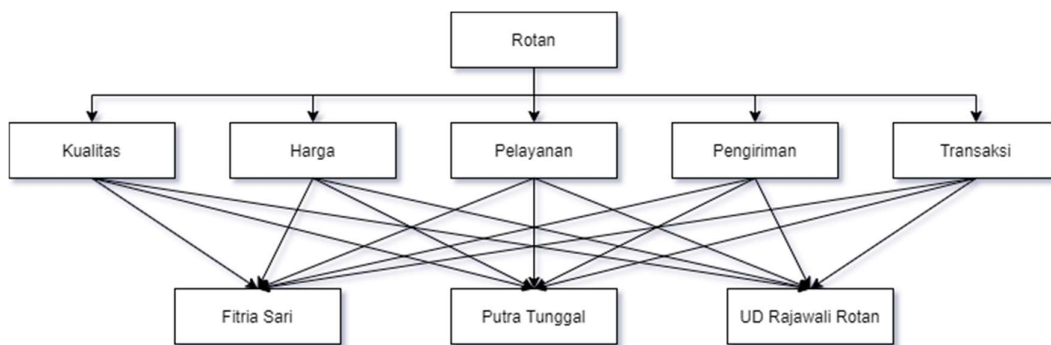 Rotan
Kualitas
Harga
Pelayanan
Pengiriman
Transaksi
Fitria Sari
Putra Tunggal
UD Rajawali Rotan